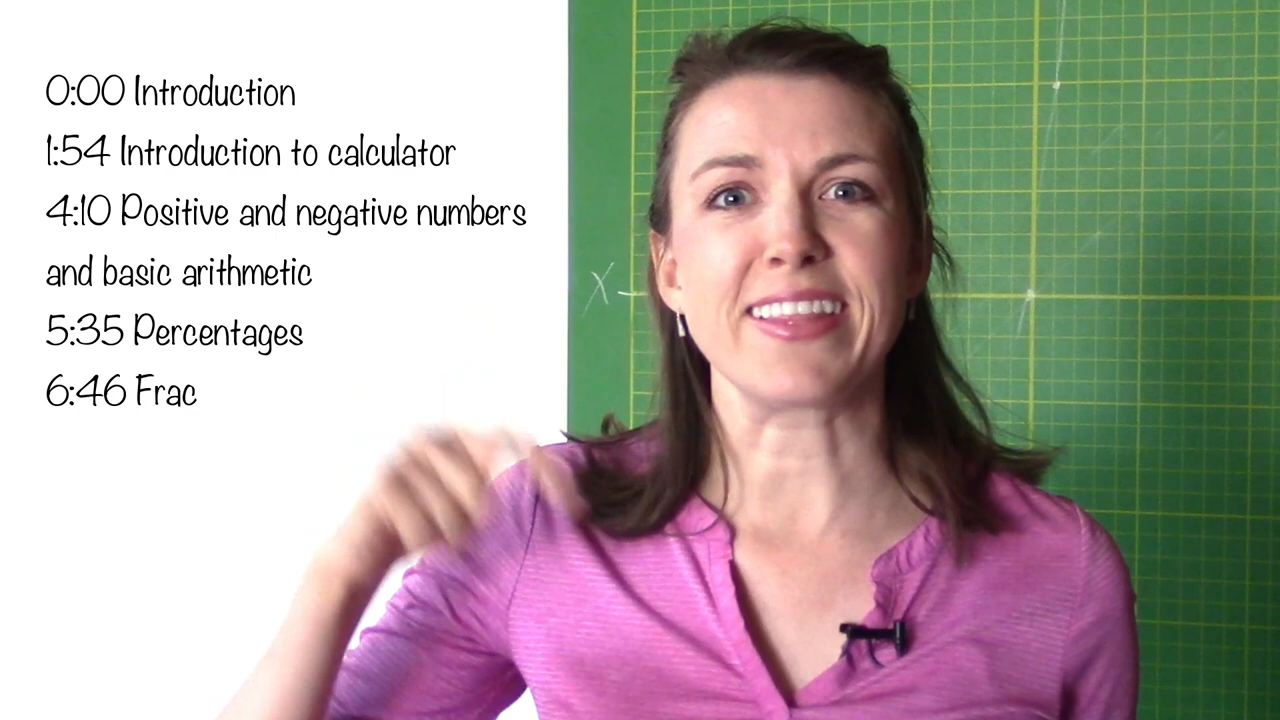 0:00 Introduction
1:54 Introduction to calculator
4:10 Positive and negative numbers
and basic arithmetic
5:35 Percentages
6:46 Frac
X